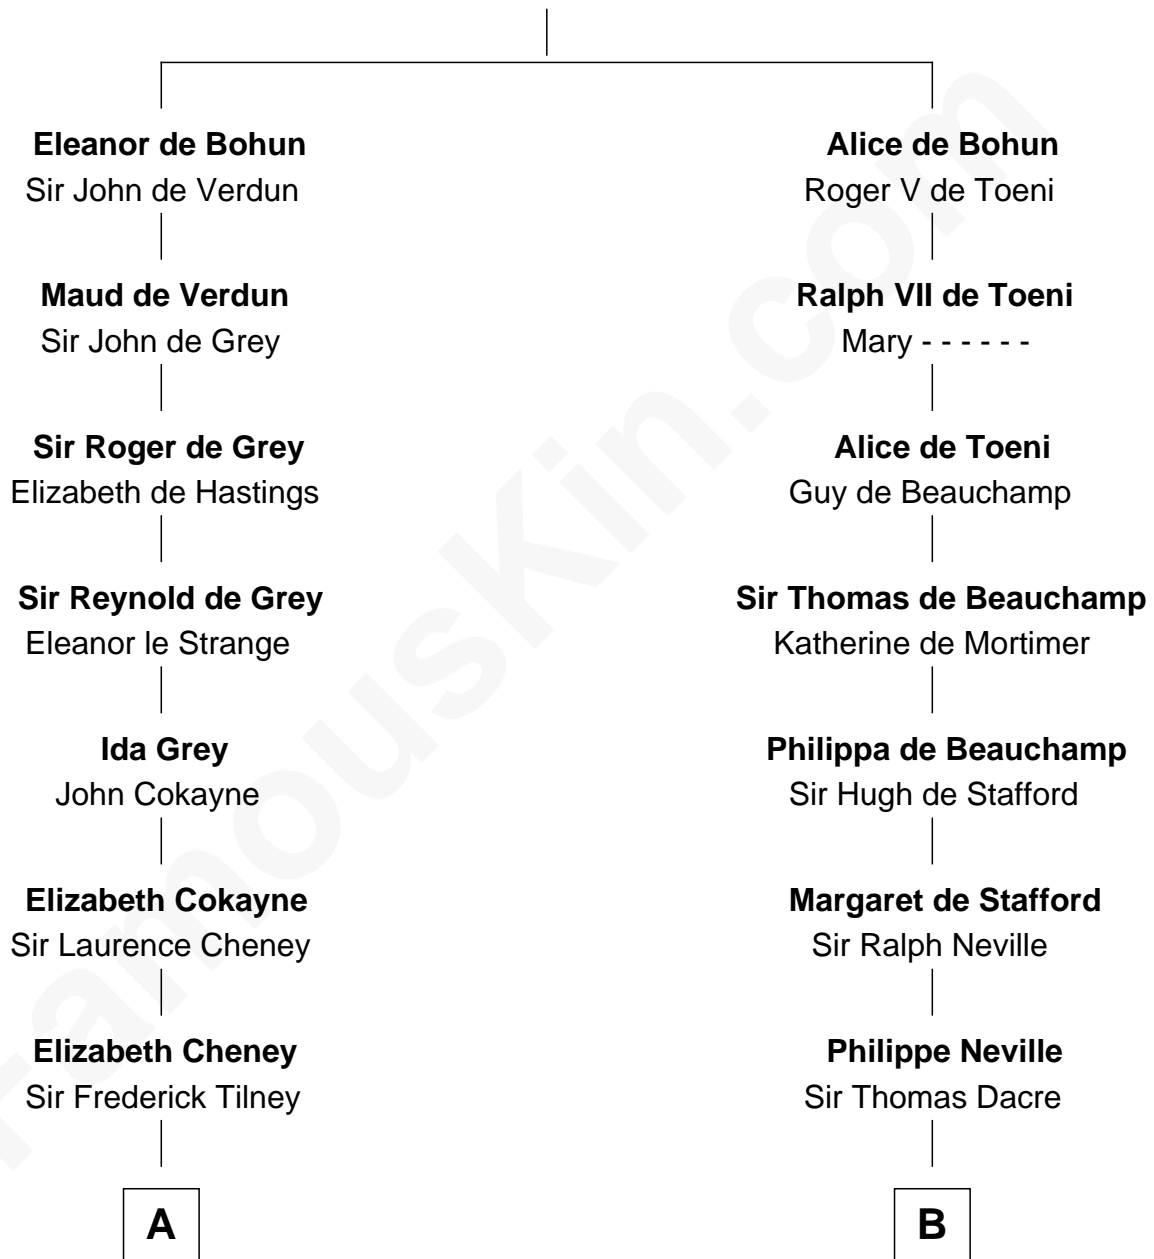 Eleanor de Bohun
Sir John de Verdun
Maud de Verdun
Sir John de Grey
Sir Roger de Grey
Elizabeth de Hastings
Sir Reynold de Grey
Eleanor le Strange
Ida Grey
John Cokayne
Elizabeth Cokayne
Sir Laurence Cheney
Elizabeth Cheney
Sir Frederick Tilney
A
Alice de Bohun
Roger V de Toeni
Ralph VII de Toeni
Mary - - - - - -
Alice de Toeni
Guy de Beauchamp
Sir Thomas de Beauchamp
Katherine de Mortimer
Philippa de Beauchamp
Sir Hugh de Stafford
Margaret de Stafford
Sir Ralph Neville
Philippe Neville
Sir Thomas Dacre
B
FamousKin.com